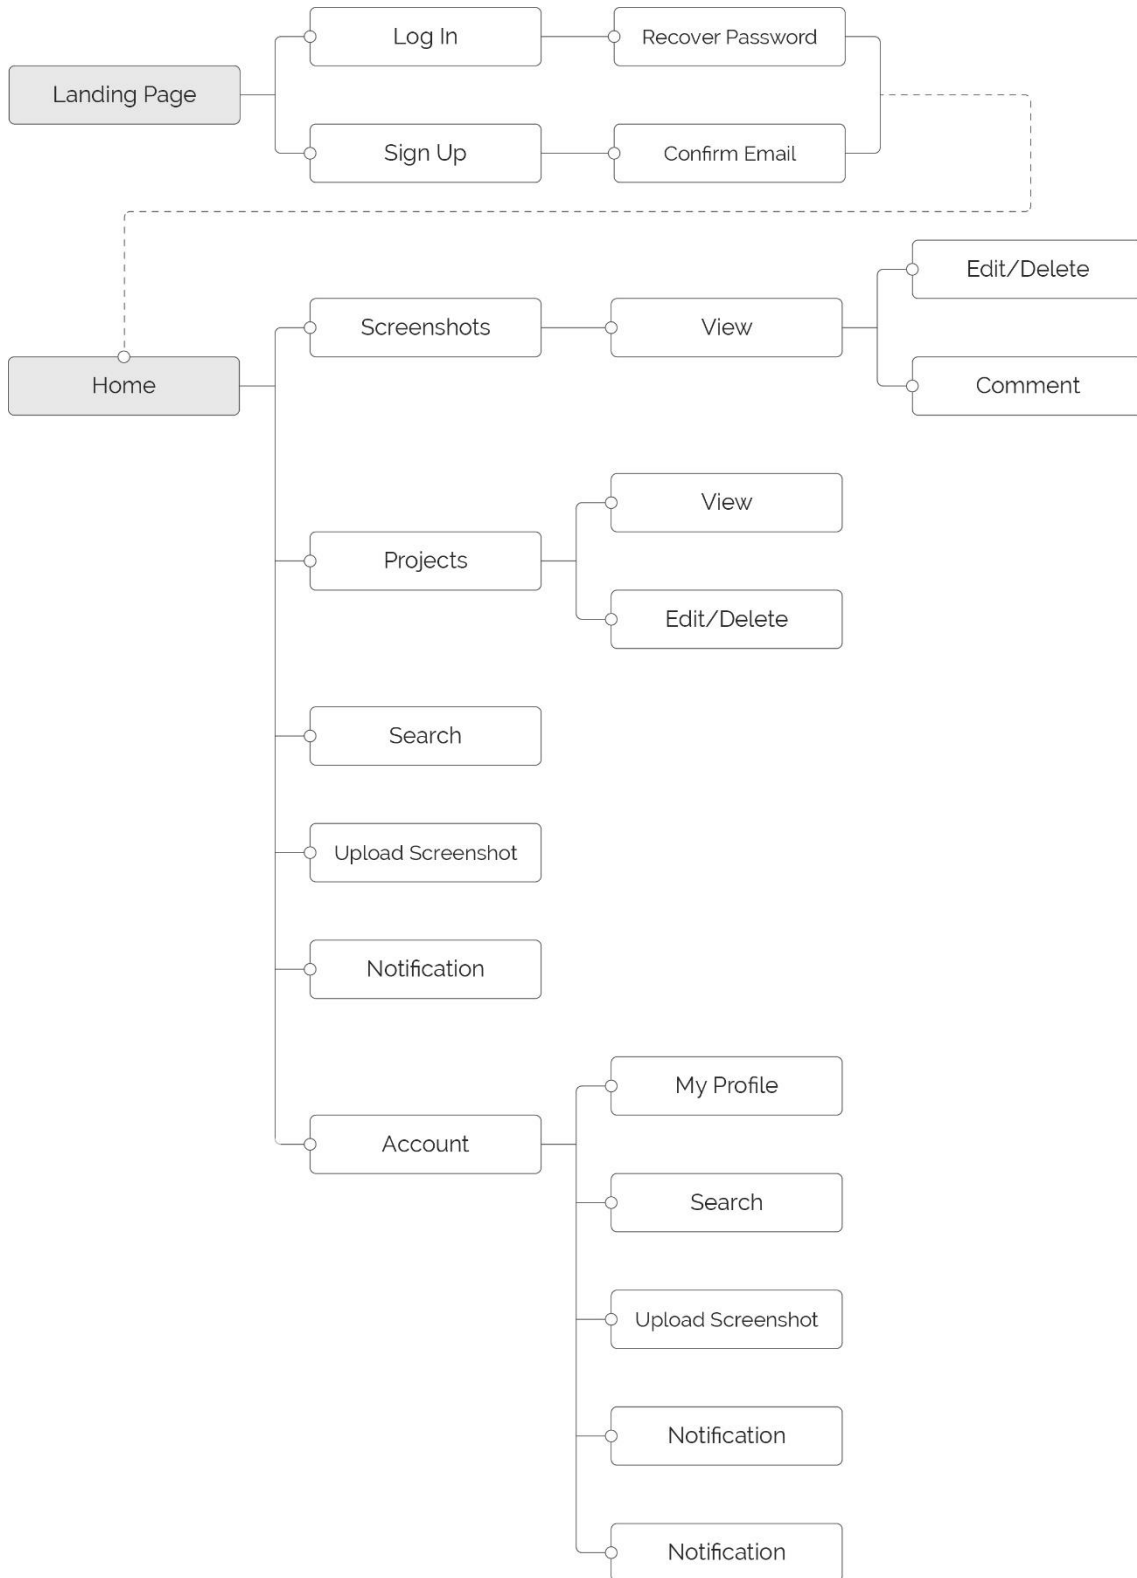 Log In
Recover Password
Landing Page
Sign Up
Confirm Email
Edit/Delete
Screenshots
View
Home
Comment
View
Projects
Edit/Delete
Search
Upload Screenshot
Notification
My Profile
Account
Search
Upload Screenshot
Notification
Notification